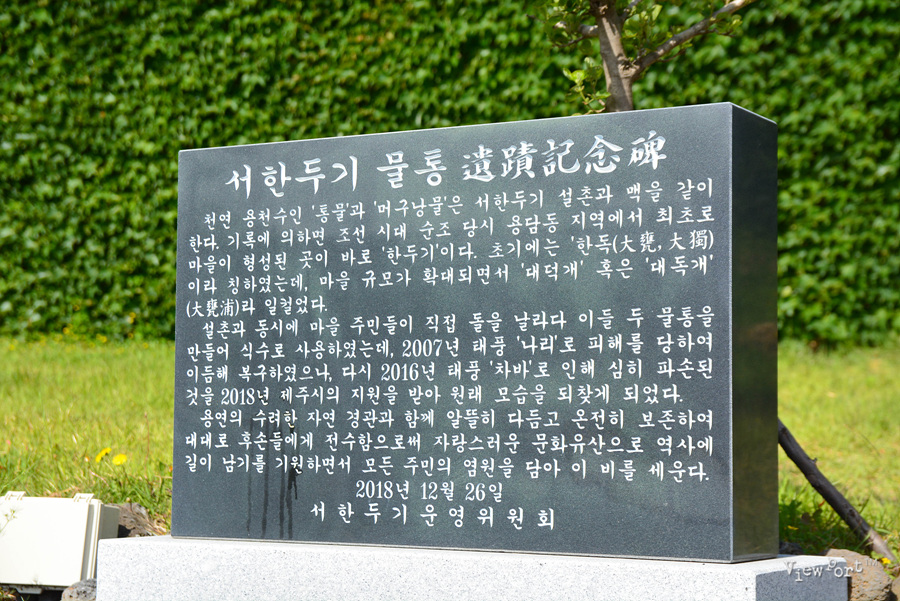 서한두기 물통 遺蹟記念碑
천연 용천수인 '통물'과 '머구낭물'은 서한두기 설촌과 맥을 같이
한다. 기록에 의하면 조선 시대 순조 당시 용담동 지역에서 최초로
마을이 형성된 곳이 바로 '한두기'이다. 초기에는 '한독(大甕, 大獨)
이라 칭하였는데, 마을 규모가 확대되면서 '대덕개' 혹은 '대독개'
(大甕浦)라 일컬었다.
설촌과 동시에 마을 주민들이 직접 돌을 날라다 이들 두 물통을
만들어 식수로 사용하였는데, 2007년 태풍 '나리'로 피해를 당하여
이듬해 복구하였으나, 다시 2016년 태풍 '차바'로 인해 심히 파손된
것을 2018년 제주시의 지원을 받아 원래 모습을 되찾게 되었다.
용연의 수려한 자연 경관과 함께 알뜰히 다듬고 온전히 보존하여
대대로 후손들에게 전수함으로써 자랑스러운 문화유산으로 역사에
길이 남기를 기원하면서 모든 주민의 염원을 담아 이 비를 세운다.
2018년 12월 26일
서한두기운영위원회
ViewPort